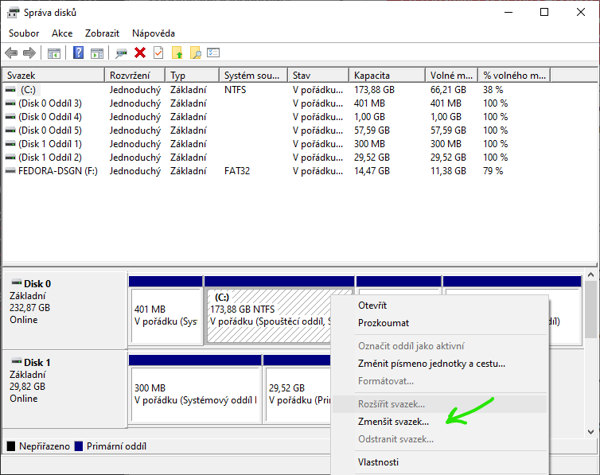 Správa disků
Soubor Akce Zobrazit Nápověda
Svazek Rozvržení Typ Systém sou... Stav Kapacita Volné m... % volného m...
(C:) Jednoduchý Základní NTFS V pořádku... 173,88 GB 66,21 GB 38 %
(Disk 0 Oddíl 3) Jednoduchý Základní V pořádku... 401 MB 401 MB 100 %
(Disk 0 Oddíl 4) Jednoduchý Základní V pořádku... 1,00 GB 1,00 GB 100 %
(Disk 0 Oddíl 5) Jednoduchý Základní V pořádku... 57,59 GB 57,59 GB 100 %
(Disk 1 Oddíl 1) Jednoduchý Základní V pořádku... 300 MB 300 MB 100 %
(Disk 1 Oddíl 2) Jednoduchý Základní V pořádku... 29,52 GB 29,52 GB 100 %
FEDORA-DSGN (F:) Jednoduchý Základní FAT32 V pořádku... 14,47 GB 11,38 GB 79 %
Disk 0
Základní
232,87 GB
Online
401 MB
V pořádku (Sys
(C:)
173,88 GB NTFS
V pořádku (Spouštěcí oddíl, S
díl)
Disk 1
Základní
29,82 GB
Online
300 MB
V pořádku (Systémový oddíl I
29,52 GB
V pořádku (Pri
Otevřít
Prozkoumat
Označit oddíl jako aktivní
Změnit písmeno jednotky a cestu...
Formátovat...
Rozšířit svazek...
Zmenšit svazek...
Odstranit svazek...
Vlastnosti
Nepřiřazeno Primární oddíl